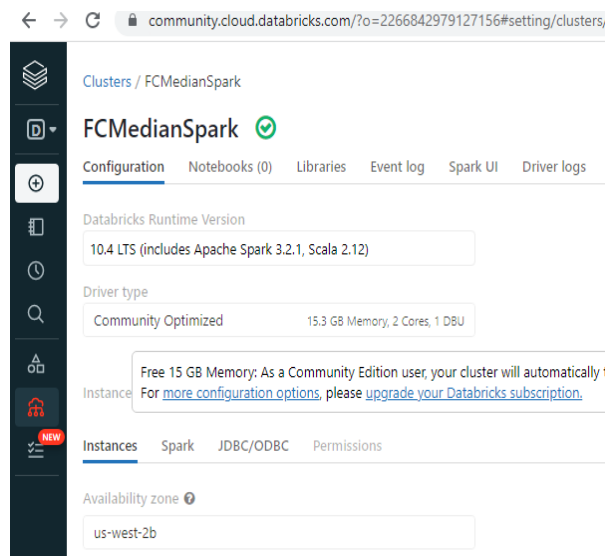 community.cloud.databricks.com/?o=2266842979127156#setting/clusters/
Clusters / FCMedianSpark
D
FCMedianSpark
Configuration Notebooks (0) Libraries Event log Spark UI Driver logs
Databricks Runtime Version
10.4 LTS (includes Apache Spark 3.2.1, Scala 2.12)
Driver type
Community Optimized 15.3 GB Memory, 2 Cores, 1 DBU
Free 15 GB Memory: As a Community Edition user, your cluster will automatically
Instance
For more configuration options, please upgrade your Databricks subscription.
NEW
Instances Spark JDBC/ODBC Permissions
Availability zone ?
us-west-2b